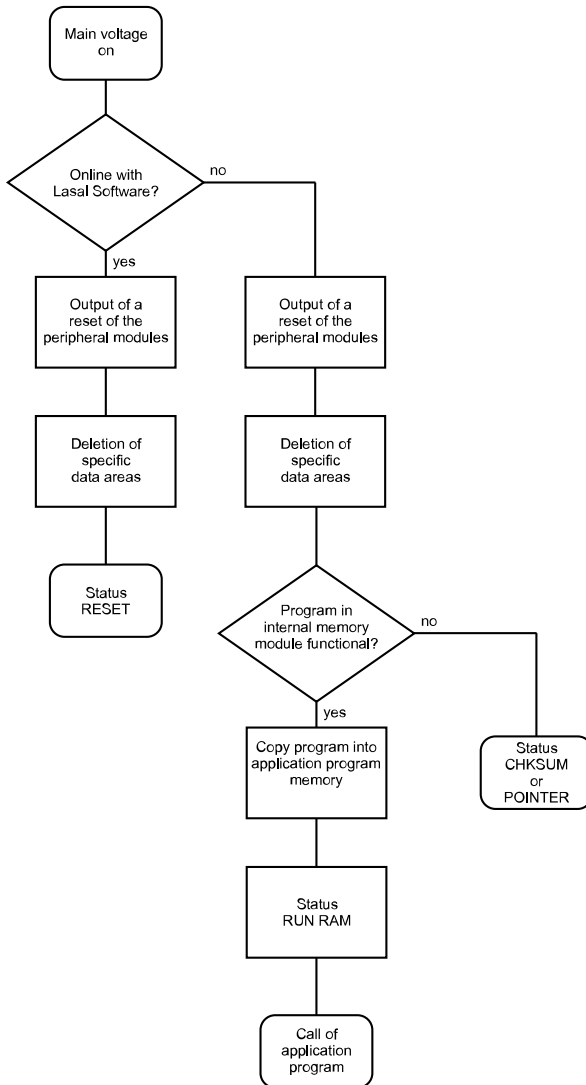 Main voltage
on
Online with
Lasal Software?
no
yes
Output of a
reset of the
peripheral modules
Output of a
reset of the
peripheral modules
Deletion of
specific
data areas
Deletion of
specific
data areas
Status
RESET
Program in
internal memory
module functional?
no
yes
Copy program into
application program
memory
Status
CHKSUM
or
POINTER
Status
RUN RAM
Call of
application
program